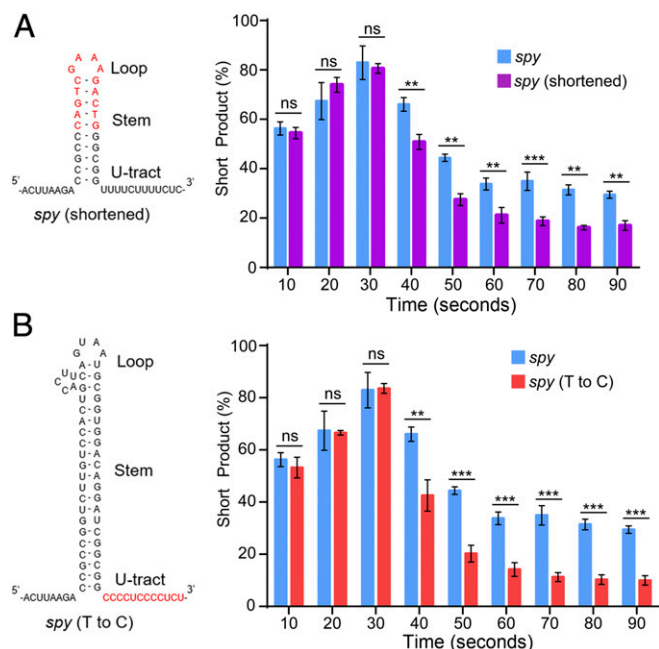 A
Loop
Stem
U-tract
5'
-ACUUAAGA
UUUUCUUUUCUC-
3'
spy (shortened)
Short Product (%)
100
80
60
40
20
0
ns
ns
ns
**
**
**
***
**
**
spy
spy (shortened)
10 20 30 40 50 60 70 80 90
Time (seconds)
B
Loop
Stem
U-tract
5'
-ACUUAAGA
CCCCUCCCCUCU-
3'
spy (T to C)
Short Product (%)
100
80
60
40
20
0
ns
ns
ns
**
***
***
***
***
***
spy
spy (T to C)
10 20 30 40 50 60 70 80 90
Time (seconds)